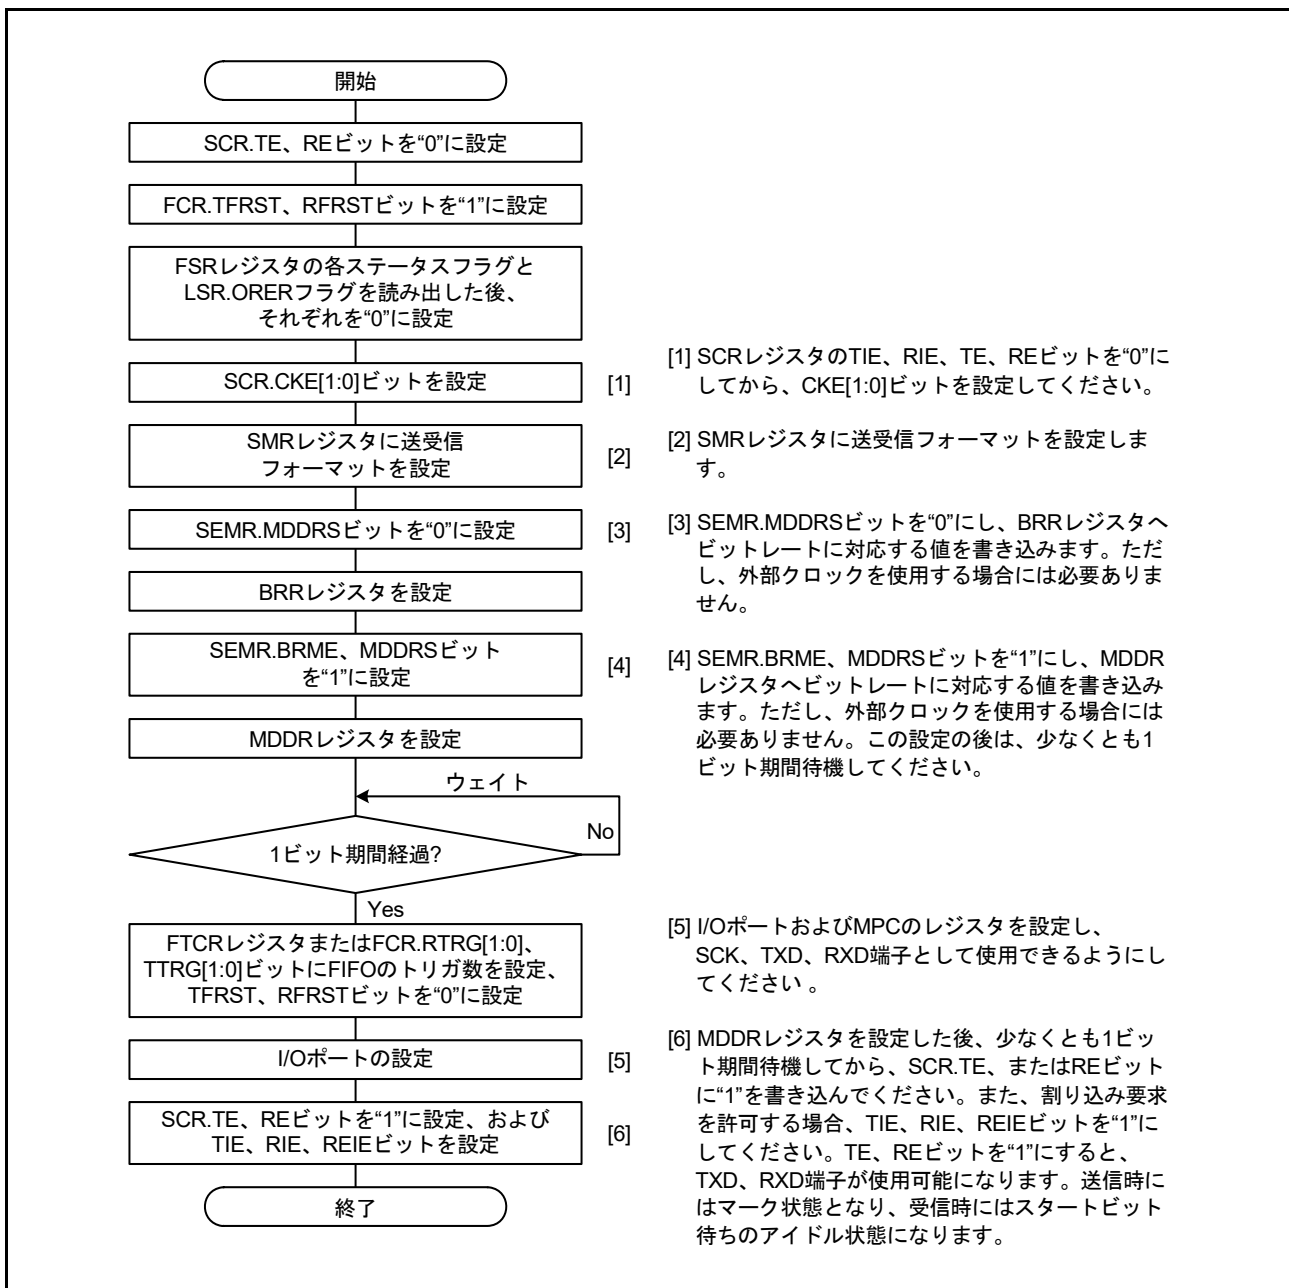 開始
SCR.TE、REビットを“0”に設定
FCR.TFRST、RFRSTビットを“1”に設定
FSRレジスタの各ステータスフラグと
LSR.ORERフラグを読み出した後、
それぞれを“0”に設定
SCR.CKE[1:0]ビットを設定
[1]
SMRレジスタに送受信
フォーマットを設定
[2]
SEMR.MDDRSビットを“0”に設定
[3]
BRRレジスタを設定
SEMR.BRME、MDDRSビット
を“1”に設定
[4]
MDDRレジスタを設定
ウェイト
No
1ビット期間経過?
Yes
FTCRレジスタまたはFCR.RTRG[1:0]、
TTRG[1:0]ビットにFIFOのトリガ数を設定、
TFRST、RFRSTビットを“0”に設定
I/Oポートの設定
[5]
SCR.TE、REビットを“1”に設定、および
TIE、RIE、REIEビットを設定
[6]
終了
[1] SCRレジスタのTIE、RIE、TE、REビットを“0”に
してから、CKE[1:0]ビットを設定してください。
[2] SMRレジスタに送受信フォーマットを設定しま
す。
[3] SEMR.MDDRSビットを“0”にし、BRRレジスタへ
ビットレートに対応する値を書き込みます。ただ
し、外部クロックを使用する場合には必要ありま
せん。
[4] SEMR.BRME、MDDRSビットを“1”にし、MDDR
レジスタへビットレートに対応する値を書き込み
ます。ただし、外部クロックを使用する場合には
必要ありません。この設定の後は、少なくとも1
ビット期間待機してください。
[5] I/OポートおよびMPCのレジスタを設定し、
SCK、TXD、RXD端子として使用できるようにし
てください 。
[6] MDDRレジスタを設定した後、少なくとも1ビッ
ト期間待機してから、SCR.TE、またはREビット
に“1”を書き込んでください。また、割り込み要求
を許可する場合、TIE、RIE、REIEビットを“1”に
してください。TE、REビットを“1”にすると、
TXD、RXD端子が使用可能になります。送信時に
はマーク状態となり、受信時にはスタートビット
待ちのアイドル状態になります。